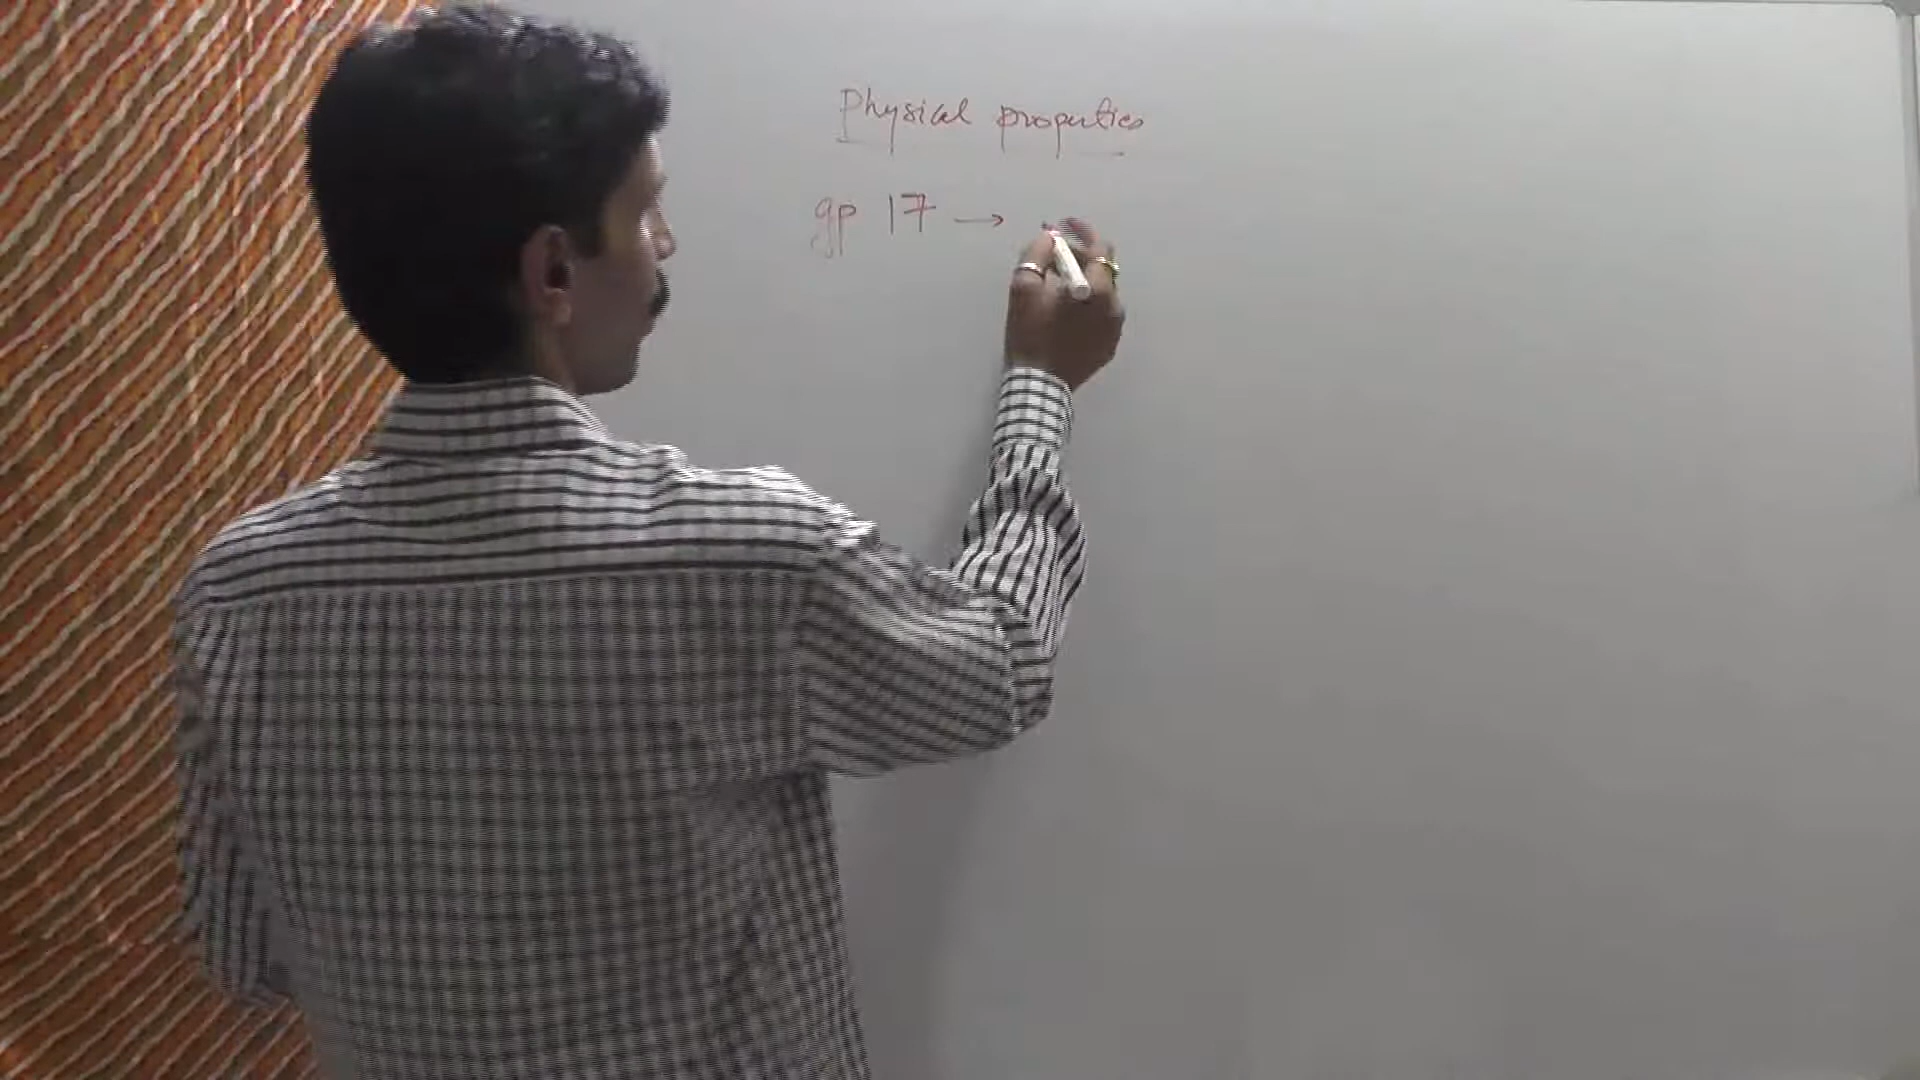 Physical properties
gp 17 →